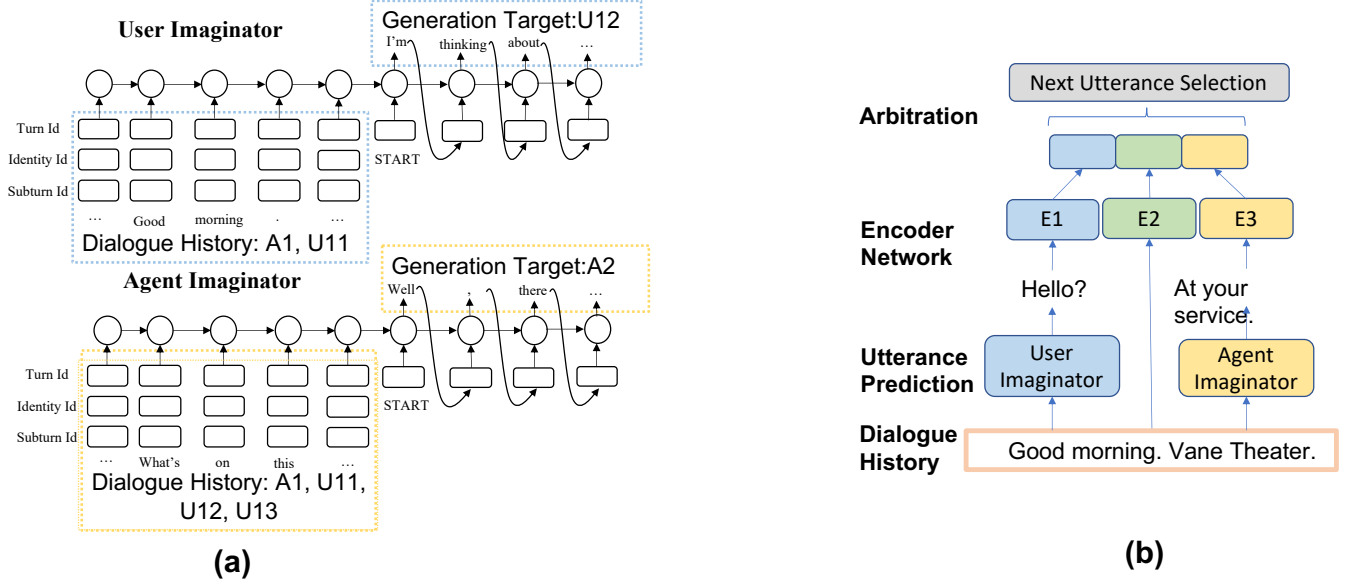 User Imaginator
Generation Target:U12
I'm thinking about ...
Turn Id
Identity Id
START
Subturn Id
... Good morning . ...
Dialogue History: A1, U11
Agent Imaginator
Generation Target:A2
Well , there ...
Turn Id
Identity Id
START
Subturn Id
... What's on this ...
Dialogue History: A1, U11,
U12, U13
(a)
Next Utterance Selection
Arbitration
E1 E2 E3
Encoder
Network
Hello?
At your
service.
Utterance
Prediction
User
Imaginator
Agent
Imaginator
Dialogue
History
Good morning. Vane Theater.
(b)